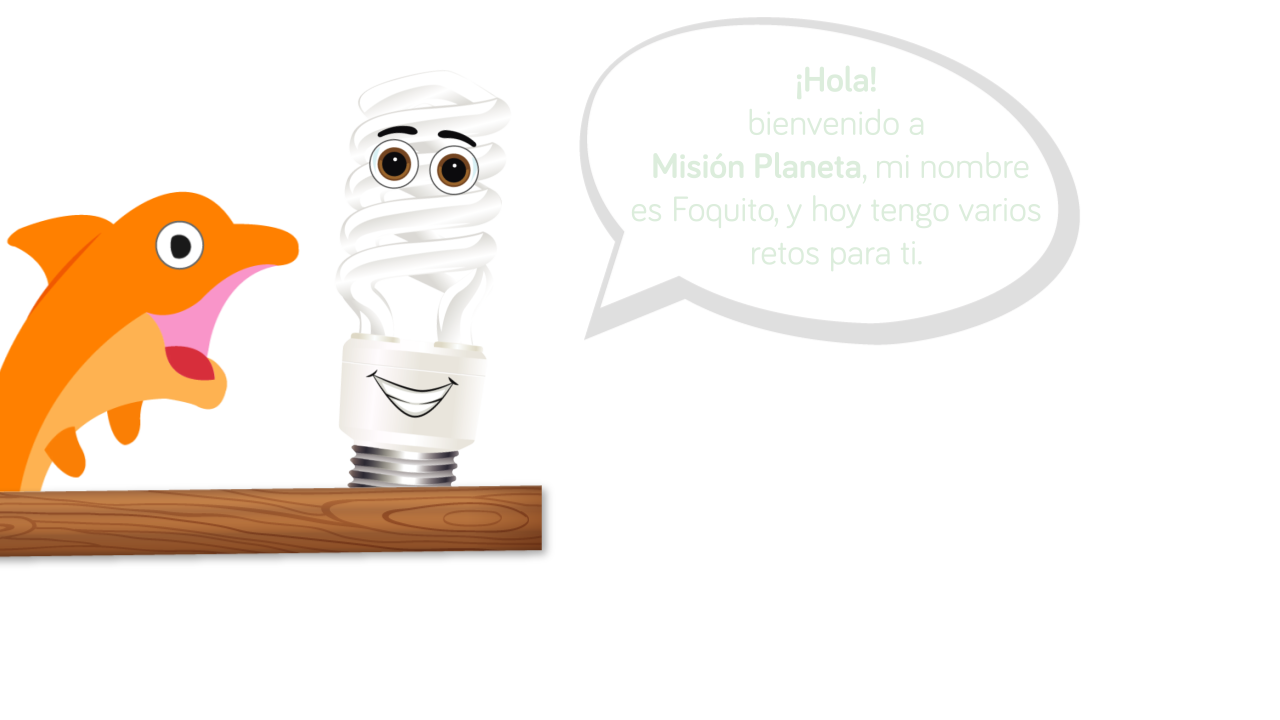 ¡Hola!
bienvenido a
Misión Planeta, mi nombre
es Foquito, y hoy tengo varios
retos para ti.